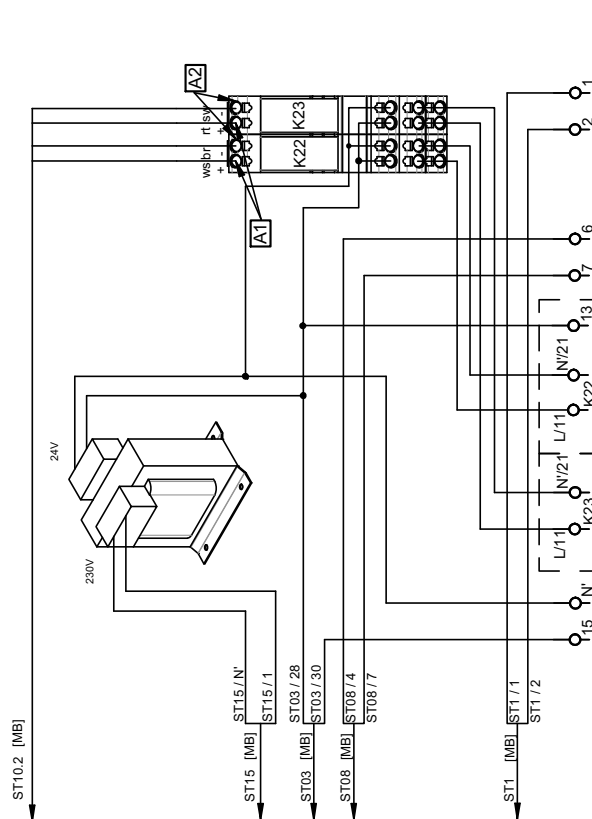 A2
sw
-
rt
+
br
-
ws
+
K23
K22
A1
24V
230V
1
2
6
7
13
N'/21
K22
L/11
N'/21
K23
L/11
N'
15
ST10.2 [MB]
ST15 / N'
ST15 / 1
ST15 [MB]
ST03 / 28
ST03 / 30
ST03 [MB]
ST08 / 4
ST08 / 7
ST08 [MB]
ST1 / 1
ST1 / 2
ST1 [MB]